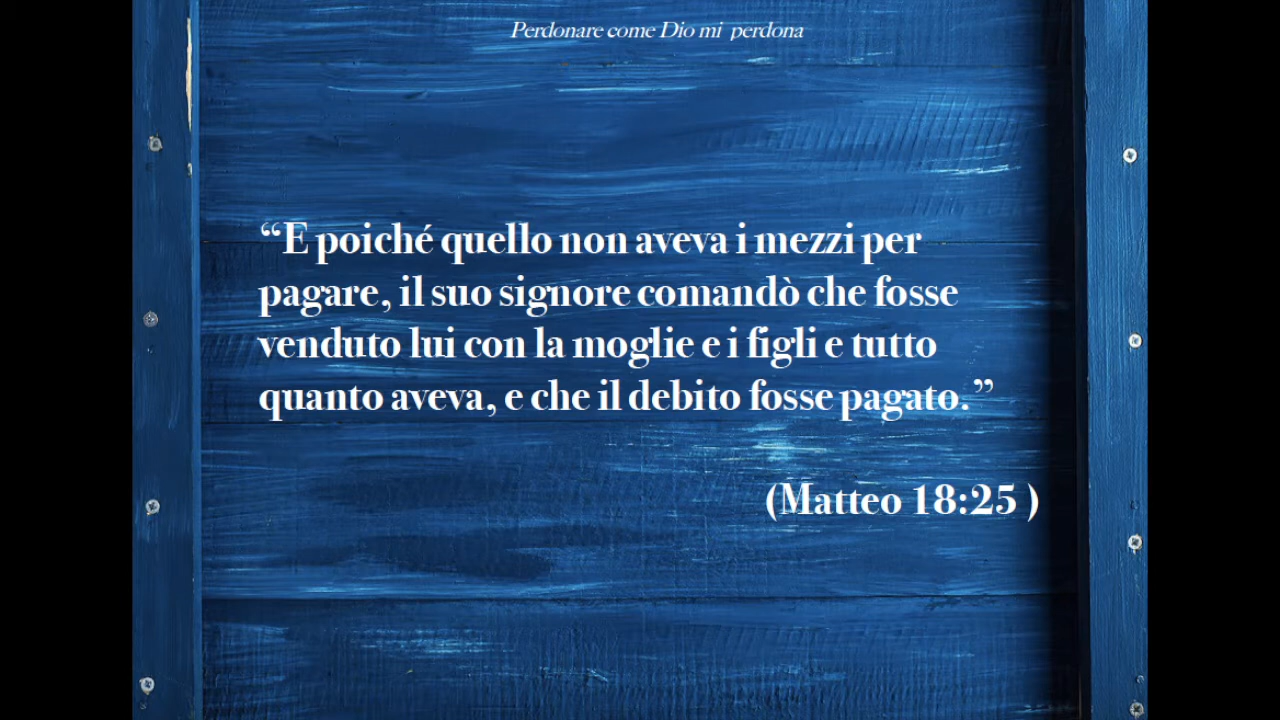 Perdonare come Dio mi perdona
“E poiché quello non aveva i mezzi per
pagare, il suo signore comandò che fosse
venduto lui con la moglie e i figli e tutto
quanto aveva, e che il debito fosse pagato.”
(Matteo 18:25 )